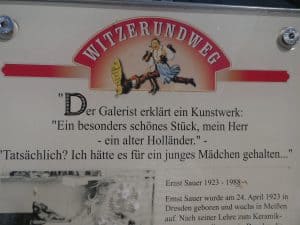 WITZERUNDWEG
"Der Galerist erklärt ein Kunstwerk:
"Ein besonders schönes Stück, mein Herr
- ein alter Holländer." -
"Tatsächlich? Ich hätte es für ein junges Mädchen gehalten..."
Ernst Sauer 1923 - 1988
Ernst Sauer wurde am 24. April 1923 in
Dresden geboren und wuchs in Meißen
auf. Nach seiner Lehre zum Keramik-